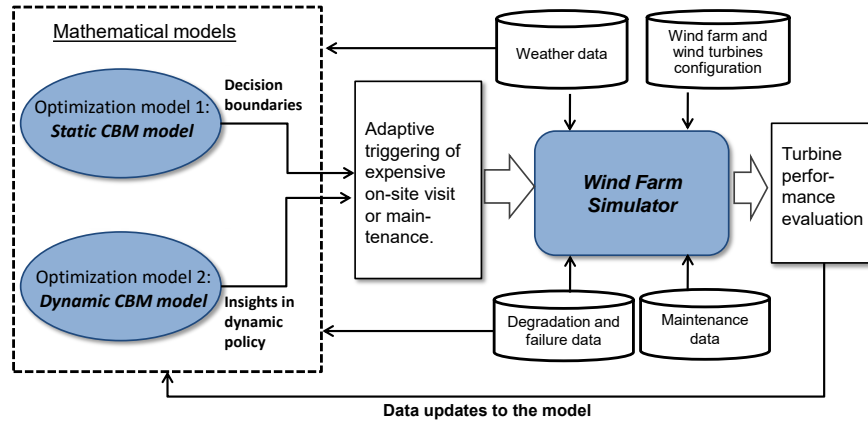 Mathematical models
Optimization model 1:
Static CBM model
Decision
boundaries
Optimization model 2:
Dynamic CBM model
Insights in
dynamic
policy
Adaptive
triggering of
expensive
on-site visit
or main-
tenance.
Weather data
Wind farm and
wind turbines
configuration
Wind Farm
Simulator
Degradation and
failure data
Maintenance
data
Turbine
perfor-
mance
evaluation
Data updates to the model